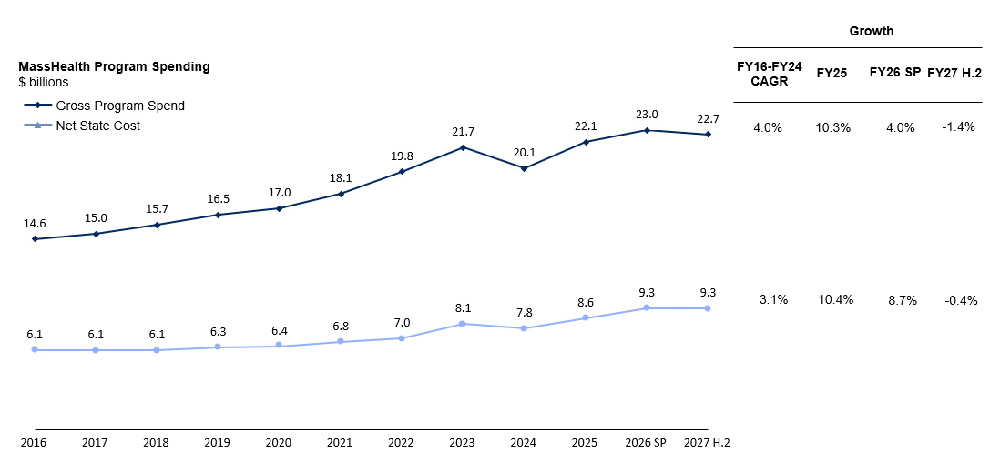 Growth
MassHealth Program Spending
$ billions
Gross Program Spend
Net State Cost
FY16-FY24 CAGR FY25 FY26 SP FY27 H.2
14.6 15.0 15.7 16.5 17.0 18.1 19.8 21.7 20.1 22.1 23.0 22.7
4.0% 10.3% 4.0% -1.4%
6.1 6.1 6.1 6.3 6.4 6.8 7.0 8.1 7.8 8.6 9.3 9.3
3.1% 10.4% 8.7% -0.4%
2016 2017 2018 2019 2020 2021 2022 2023 2024 2025 2026 SP 2027 H.2